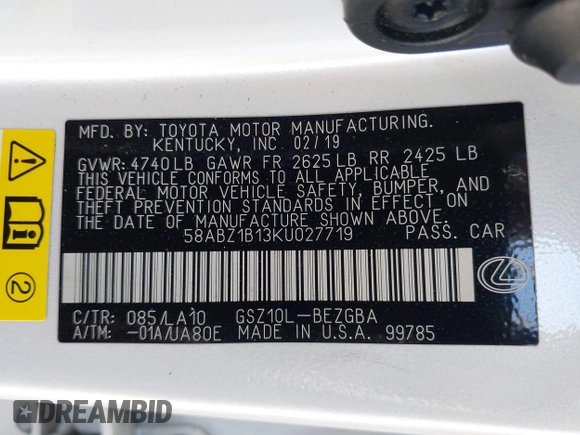 MFD. BY: TOYOTA MOTOR MANUFACTURING.
KENTUCKY, INC. 02/19
GVWR: 4740 LB GAWR FR 2625 LB RR 2425 LB
THIS VEHICLE CONFORMS TO ALL APPLICABLE
FEDERAL MOTOR VEHICLE SAFETY, BUMPER, AND
THEFT PREVENTION STANDARDS IN EFFECT ON
THE DATE OF MANUFACTURE SHOWN ABOVE.
58ABZ1B13KU027719 PASS. CAR
C/TR: 085/LA10 GSZ10L-BEZGBA
A/TM: -01A/UA80E MADE IN U.S.A. 99785
2
DREAMBID